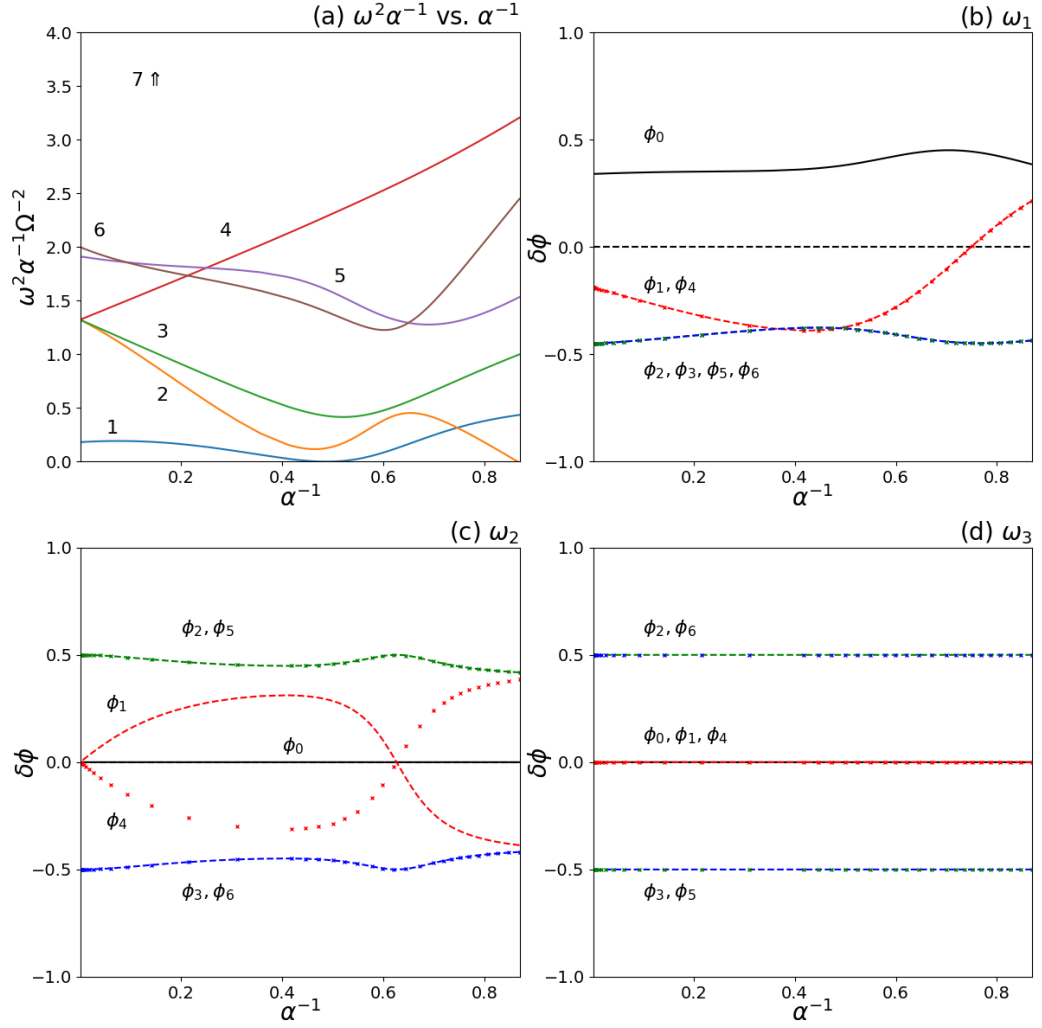 (a) ω²α⁻¹ vs. α⁻¹
4.0
3.5
3.0
2.5
2.0
1.5
1.0
0.5
0.0
7 ⇑
6
4
5
3
2
1
0.2 0.4 0.6 0.8
α⁻¹
ω²α⁻¹Ω⁻²
(b) ω₁
1.0
0.5
0.0
−0.5
−1.0
ϕ₀
ϕ₁, ϕ₄
ϕ₂, ϕ₃, ϕ₅, ϕ₆
0.2 0.4 0.6 0.8
α⁻¹
δϕ
(c) ω₂
1.0
0.5
0.0
−0.5
−1.0
ϕ₂, ϕ₅
ϕ₁
ϕ₀
ϕ₄
ϕ₃, ϕ₆
0.2 0.4 0.6 0.8
α⁻¹
δϕ
(d) ω₃
1.0
0.5
0.0
−0.5
−1.0
ϕ₂, ϕ₆
ϕ₀, ϕ₁, ϕ₄
ϕ₃, ϕ₅
0.2 0.4 0.6 0.8
α⁻¹
δϕ